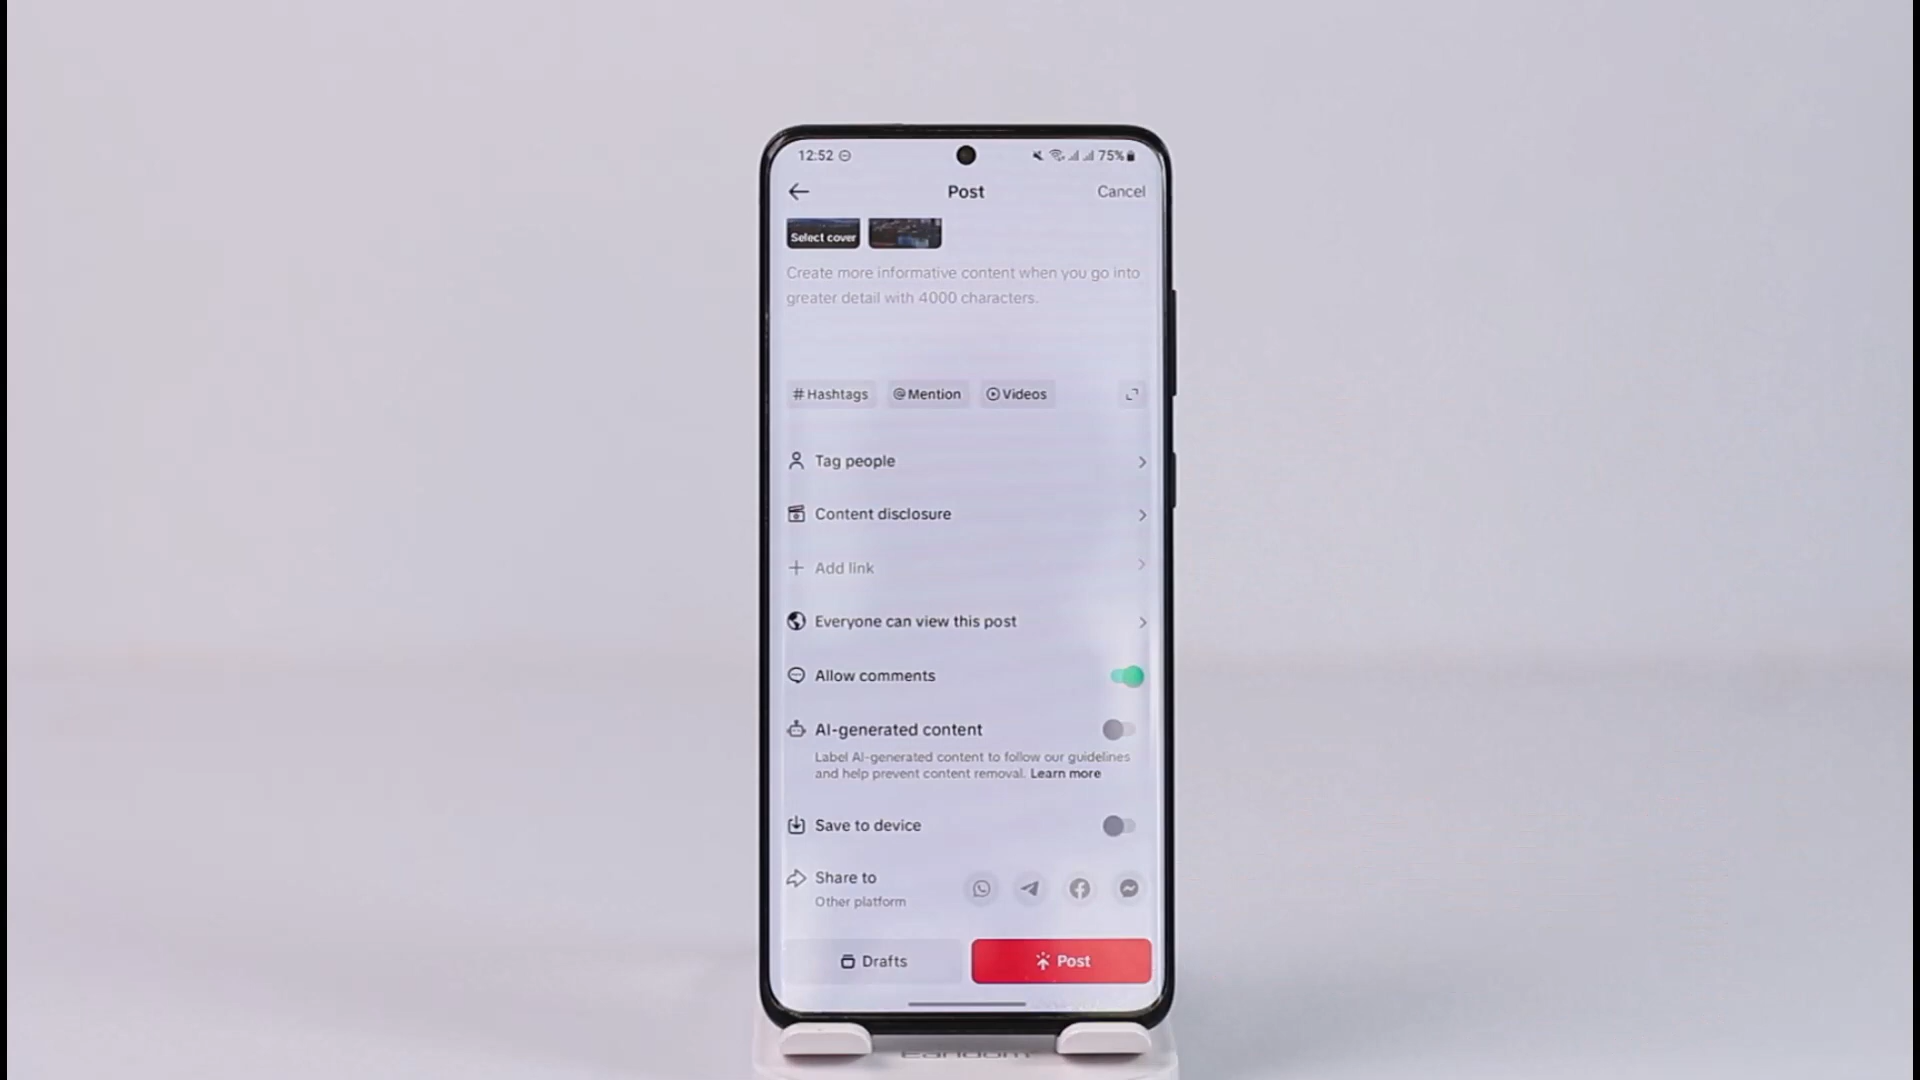 12:52 75%
Post Cancel
Select cover
Create more informative content when you go into
greater detail with 4000 characters.
#Hashtags @Mention Videos
Tag people
Content disclosure
Add link
Everyone can view this post
Allow comments
AI-generated content
Label AI-generated content to follow our guidelines
and help prevent content removal. Learn more
Save to device
Share to
Other platform
Drafts Post